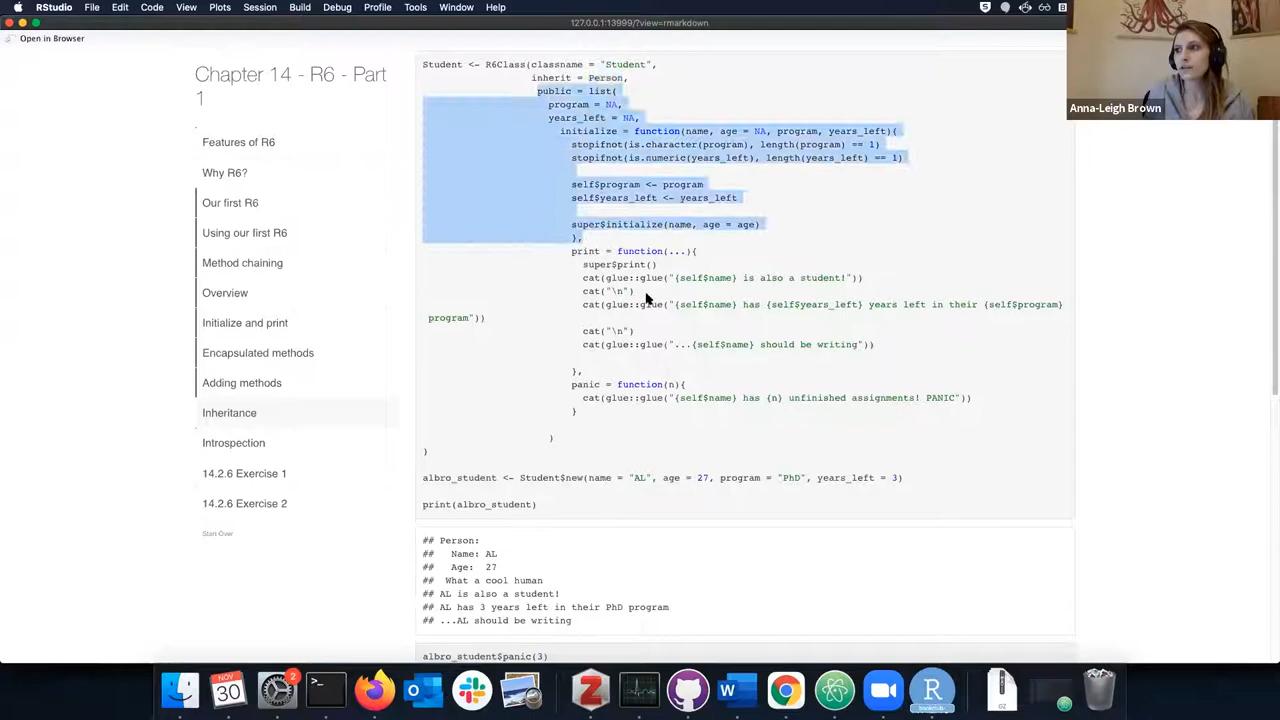 RStudio File Edit Code View Plots Session Build Debug Profile Tools Window Help
127.0.0.1:13999/?view=rmarkdown
Open in Browser
Anna-Leigh Brown
Chapter 14 - R6 - Part
1
Features of R6
Why R6?
Our first R6
Using our first R6
Method chaining
Overview
Initialize and print
Encapsulated methods
Adding methods
Inheritance
Introspection
14.2.6 Exercise 1
14.2.6 Exercise 2
Start Over
Student <- R6Class(classname = "Student",
inherit = Person,
public = list(
program = NA,
years_left = NA,
initialize = function(name, age = NA, program, years_left){
stopifnot(is.character(program), length(program) == 1)
stopifnot(is.numeric(years_left), length(years_left) == 1)
self$program <- program
self$years_left <- years_left
super$initialize(name, age = age)
},
print = function(...){
super$print()
cat(glue::glue("{self$name} is also a student!"))
cat("\n")
cat(glue::glue("{self$name} has {self$years_left} years left in their {self$program}
program"))
cat("\n")
cat(glue::glue("...{self$name} should be writing"))
},
panic = function(n){
cat(glue::glue("{self$name} has {n} unfinished assignments! PANIC"))
}
)
)
albro_student <- Student$new(name = "AL", age = 27, program = "PhD", years_left = 3)
print(albro_student)
## Person:
## Name: AL
## Age: 27
## What a cool human
## AL is also a student!
## AL has 3 years left in their PhD program
## ...AL should be writing
albro_student$panic(3)
NOV
30
2